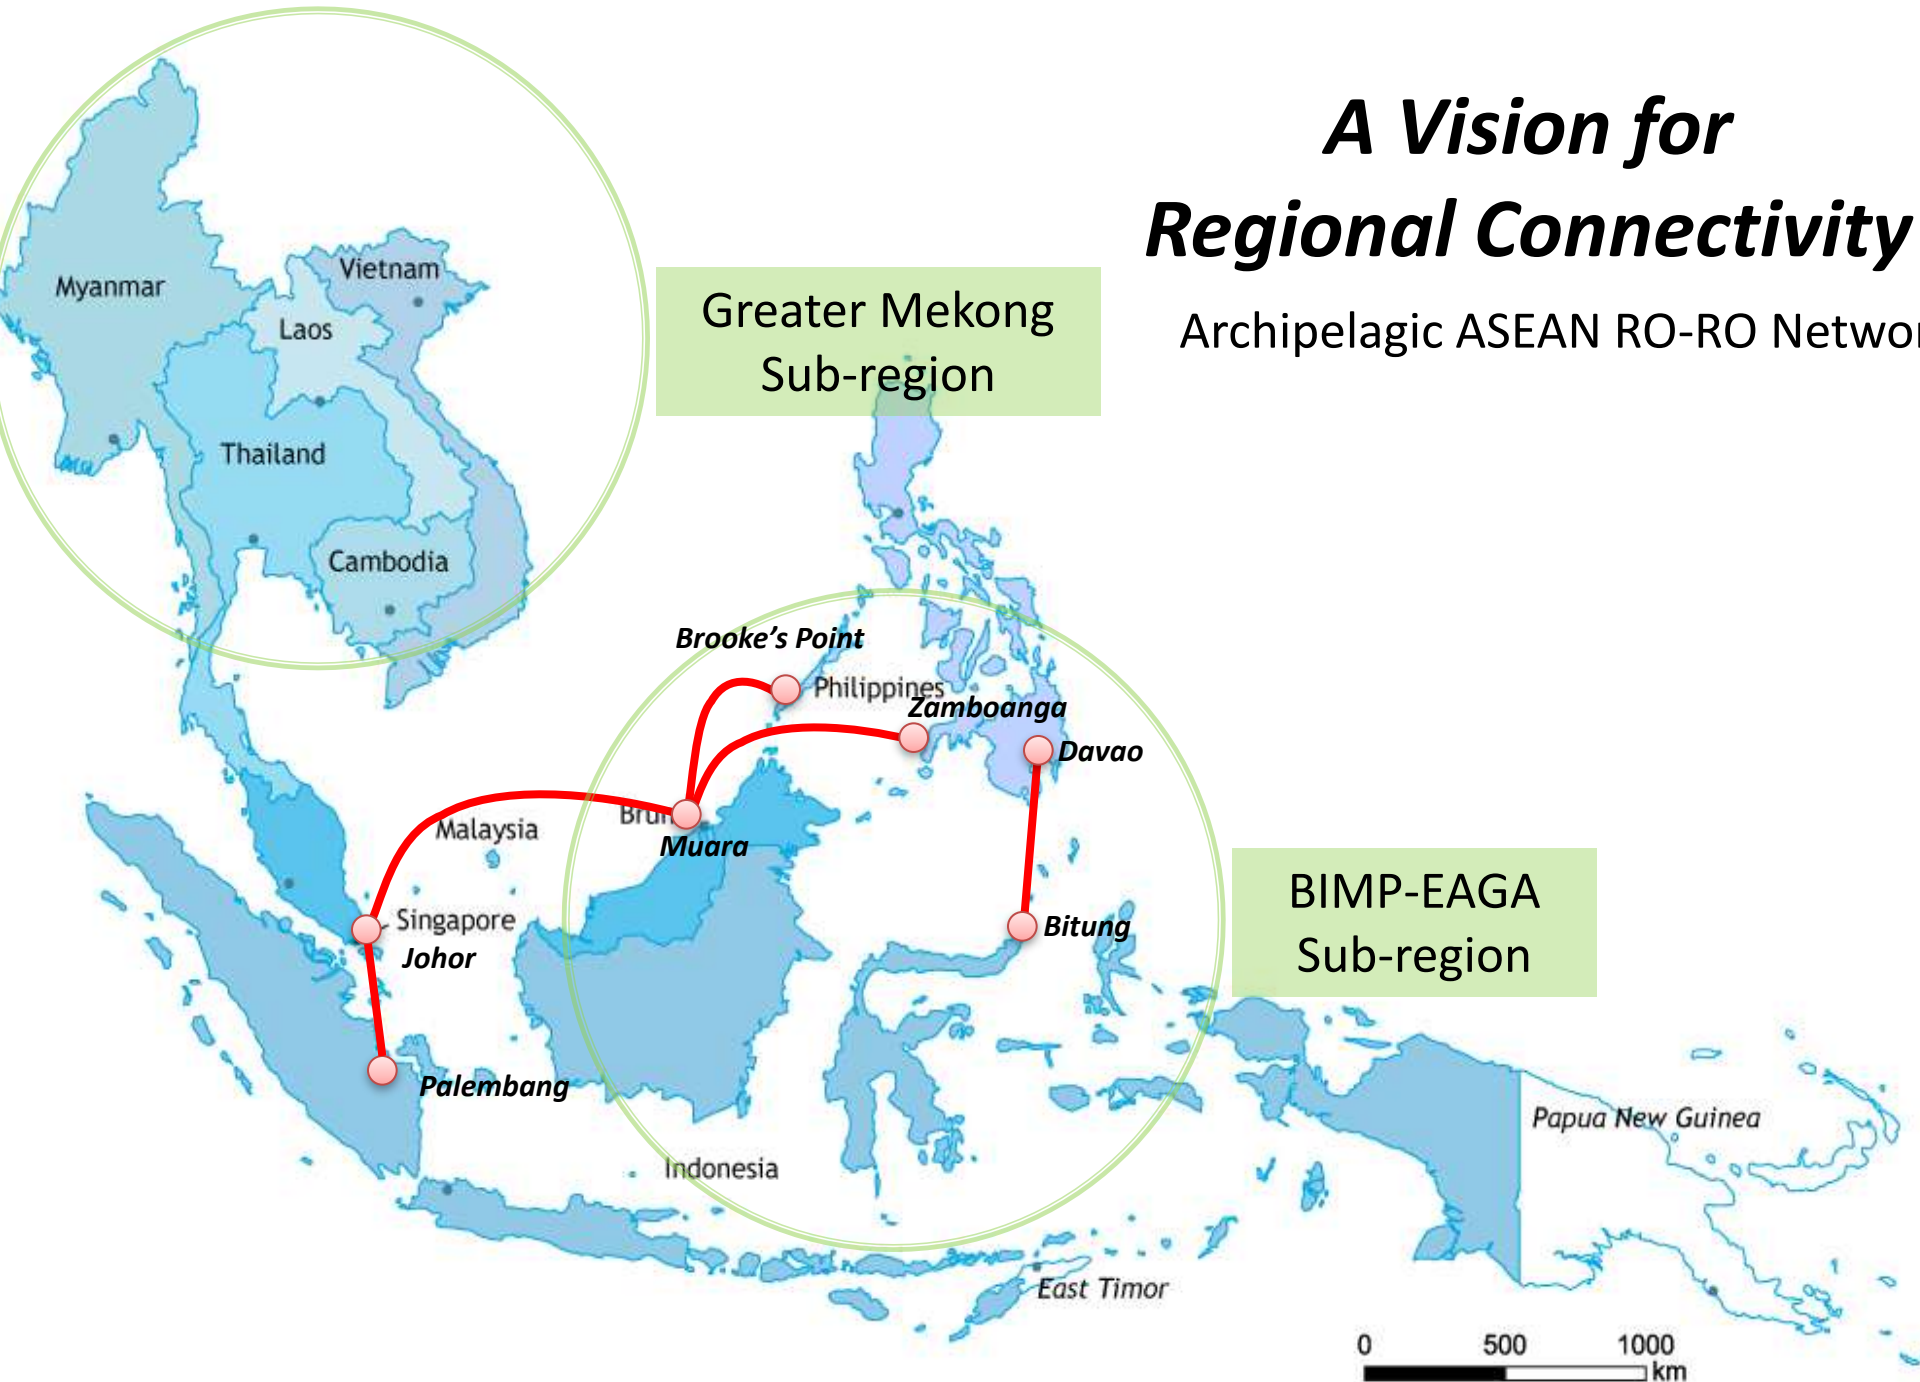 A Vision for
Regional Connectivity
Archipelagic ASEAN RO-RO
Greater Mekong
Sub-region
Myanmar
Vietnam
Laos
Thailand
Cambodia
Brooke's Point
Philippines
Zamboanga
Davao
Malaysia
Muara
Singapore
Johor
Bitung
BIMP-EAGA
Sub-region
Palembang
Indonesia
Papua New Guinea
East Timor
0 500 1000
km